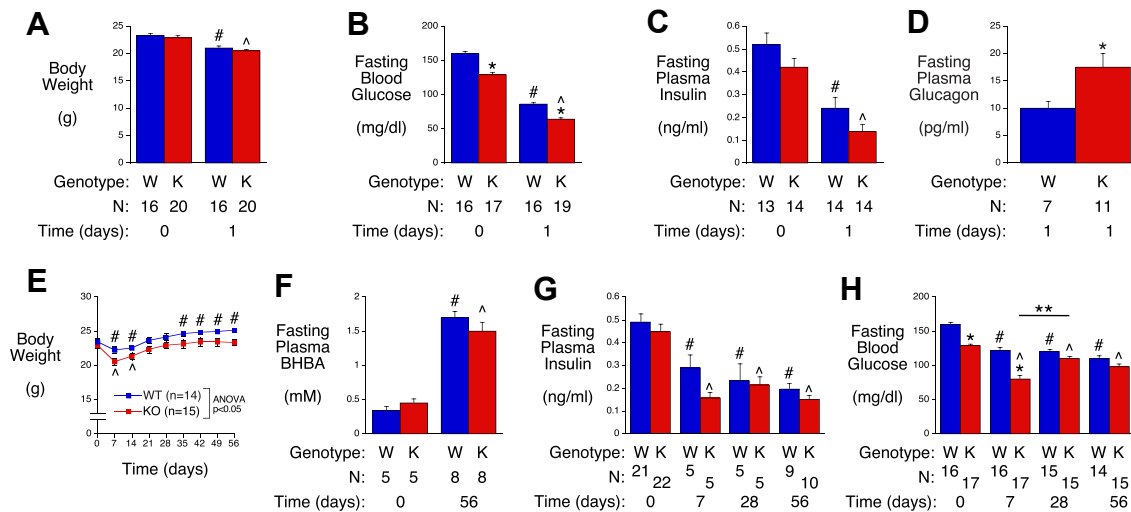 A
Body
Weight
(g)
25
20
15
10
5
0
#
^
Genotype: W K W K
N: 16 20 16 20
Time (days): 0 1
B
Fasting
Blood
Glucose
(mg/dl)
200
150
100
50
0
*
#
^
*
Genotype: W K W K
N: 16 17 16 19
Time (days): 0 1
C
Fasting
Plasma
Insulin
(ng/ml)
0.6
0.5
0.4
0.3
0.2
0.1
0
#
^
Genotype: W K W K
N: 13 14 14 14
Time (days): 0 1
D
Fasting
Plasma
Glucagon
(pg/ml)
25
20
15
10
5
0
*
Genotype: W K
N: 7 11
Time (days): 1 1
E
Body
Weight
(g)
30
25
20
15
0
# # # # # #
^ ^
WT (n=14)
KO (n=15)
ANOVA
p<0.05
0 7 14 21 28 35 42 49 56
Time (days)
F
Fasting
Plasma
BHBA
(mM)
2
1.5
1
0.5
0
#
^
Genotype: W K W K
N: 5 5 8 8
Time (days): 0 56
G
Fasting
Plasma
Insulin
(ng/ml)
0.6
0.5
0.4
0.3
0.2
0.1
0
# ^ # ^ # ^
Genotype: W K W K W K W K
N: 21 22 5 5 5 5 9 10
Time (days): 0 7 28 56
H
Fasting
Blood
Glucose
(mg/dl)
200
150
100
50
0
**
* # ^ # ^ # ^
*
Genotype: W K W K W K W K
N: 16 17 16 17 15 15 14 15
Time (days): 0 7 28 56